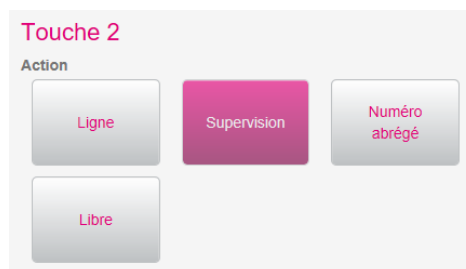 Touche 2
Action
Ligne
Supervision
Numéro
abrégé
Libre